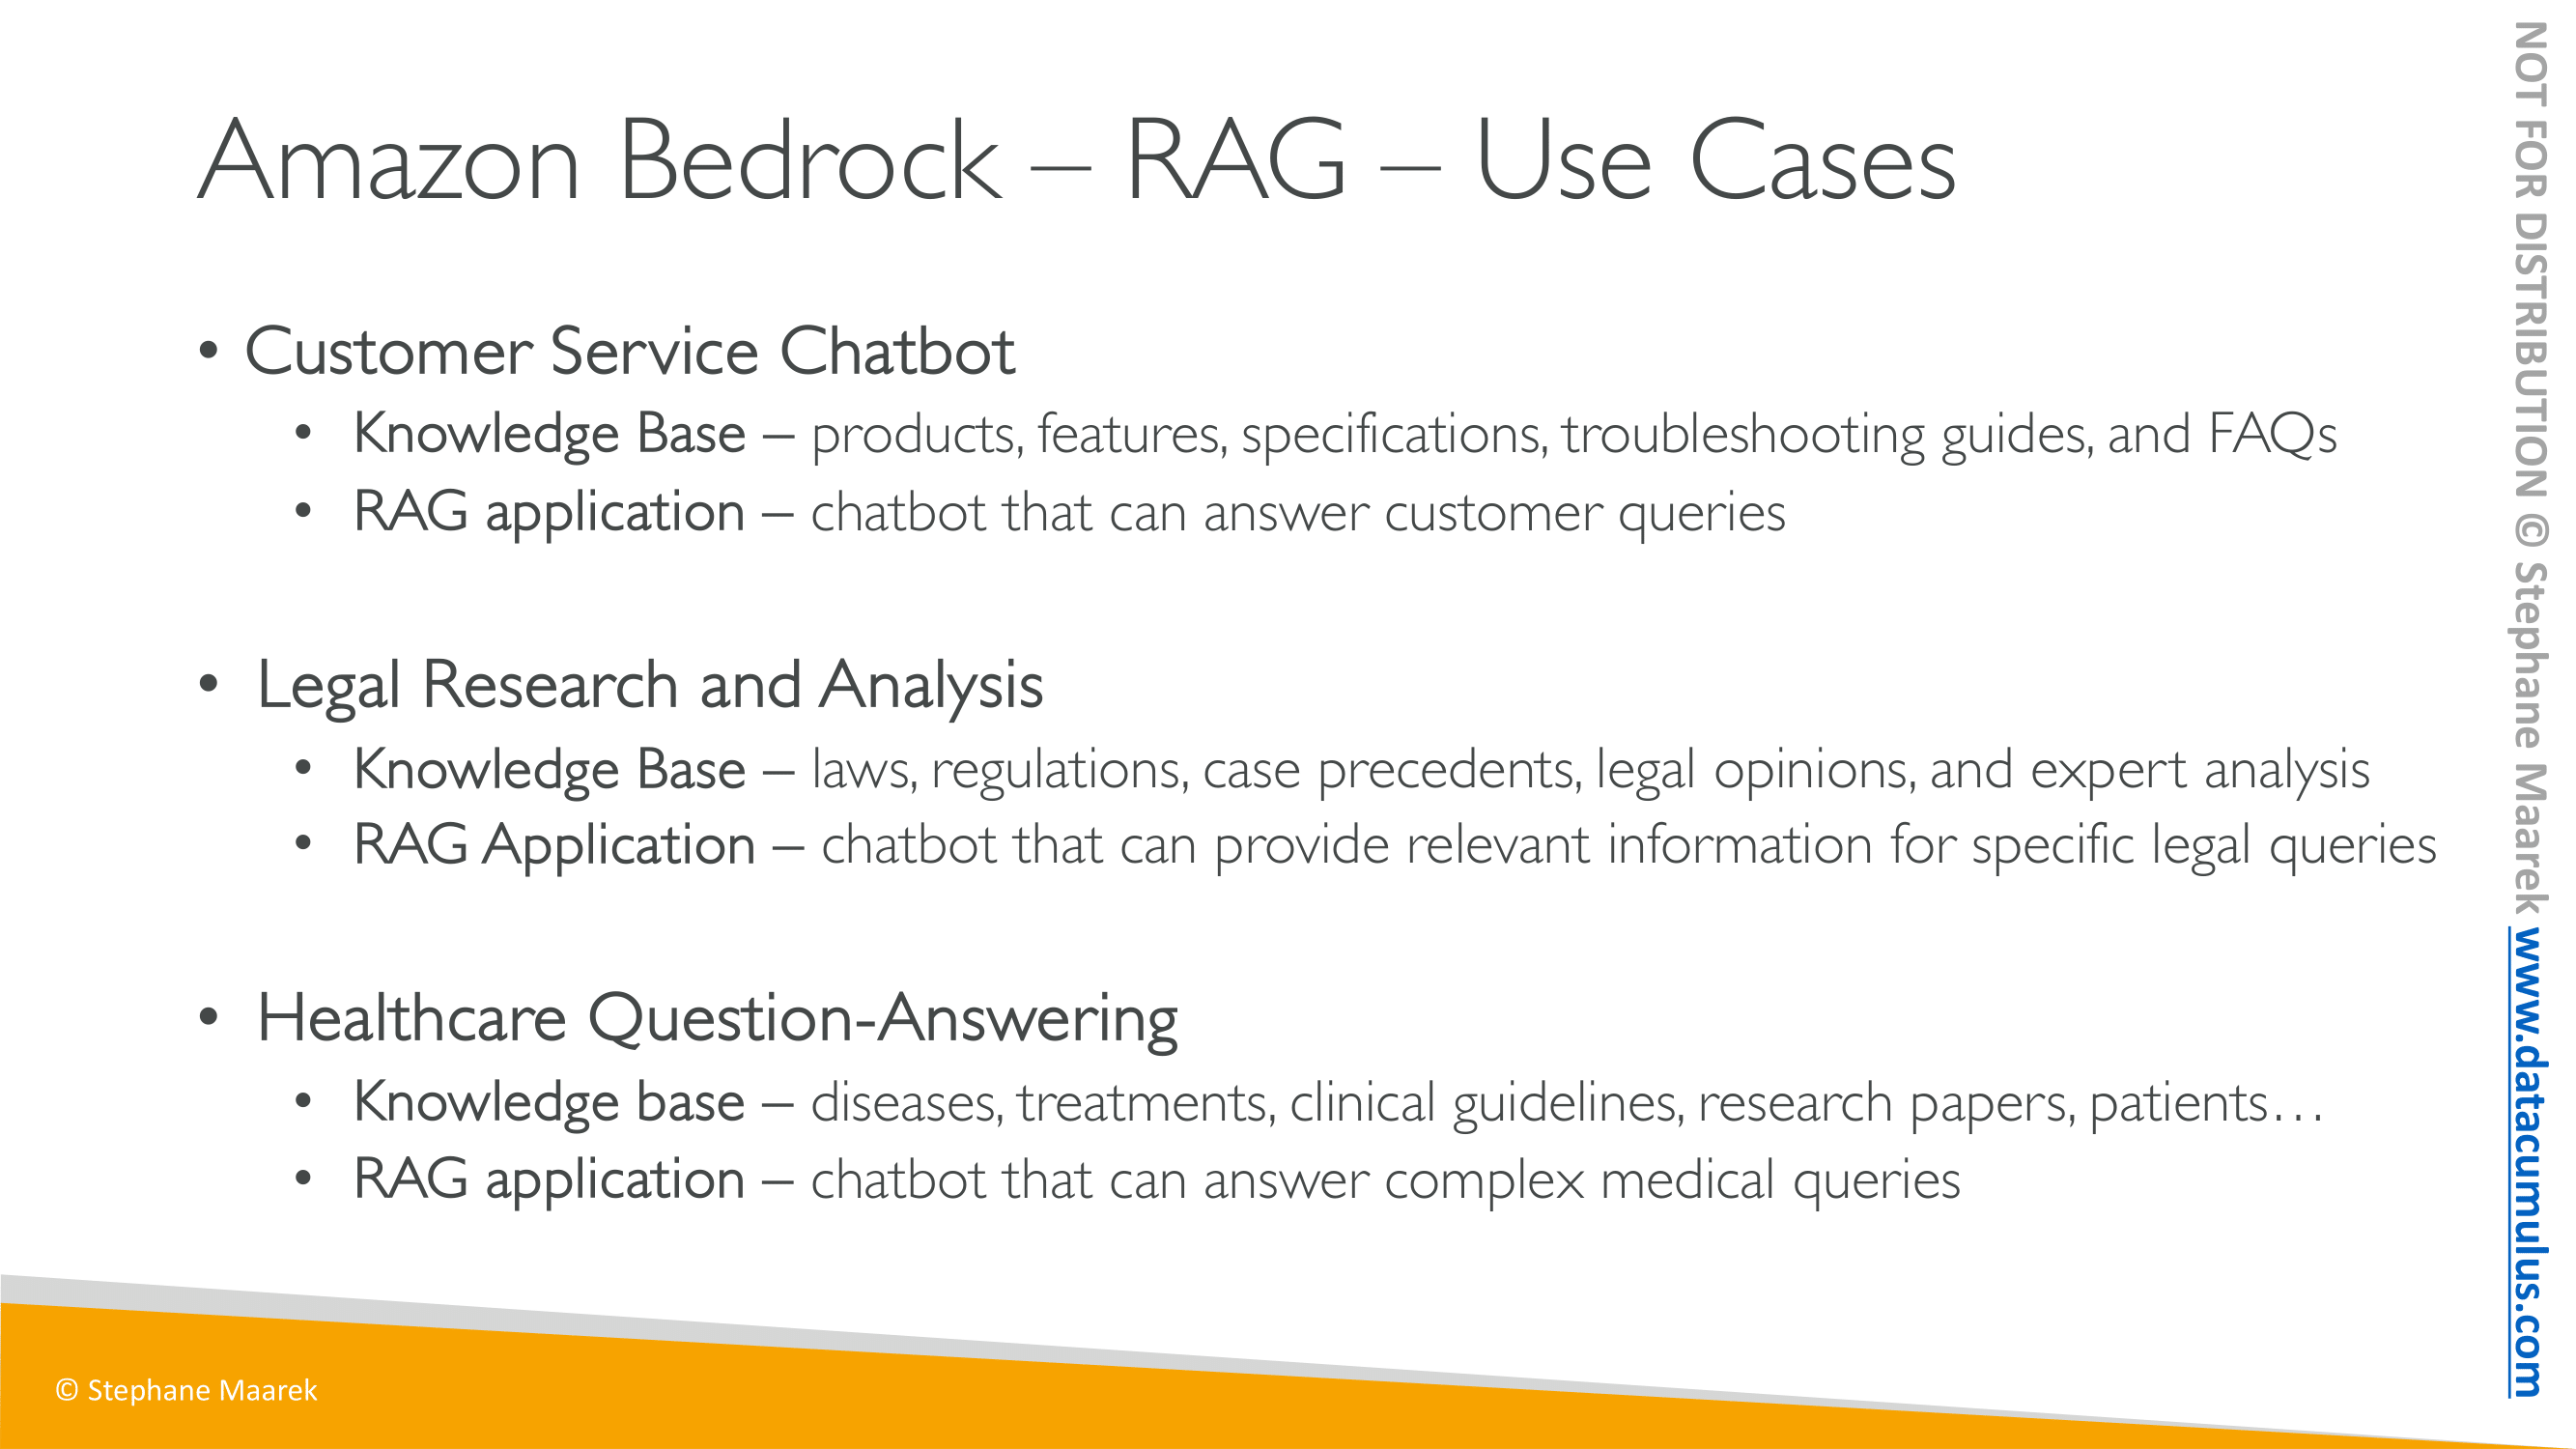 Amazon Bedrock – RAG – Use Cases
• Customer Service Chatbot
• Knowledge Base – products, features, specifications, troubleshooting guides, and FAQs
• RAG application – chatbot that can answer customer queries
• Legal Research and Analysis
• Knowledge Base – laws, regulations, case precedents, legal opinions, and expert analysis
• RAG Application – chatbot that can provide relevant information for specific legal queries
• Healthcare Question-Answering
• Knowledge base – diseases, treatments, clinical guidelines, research papers, patients…
• RAG application – chatbot that can answer complex medical queries
© Stephane Maarek
NOT FOR DISTRIBUTION © Stephane Maarek www.datacumulus.com